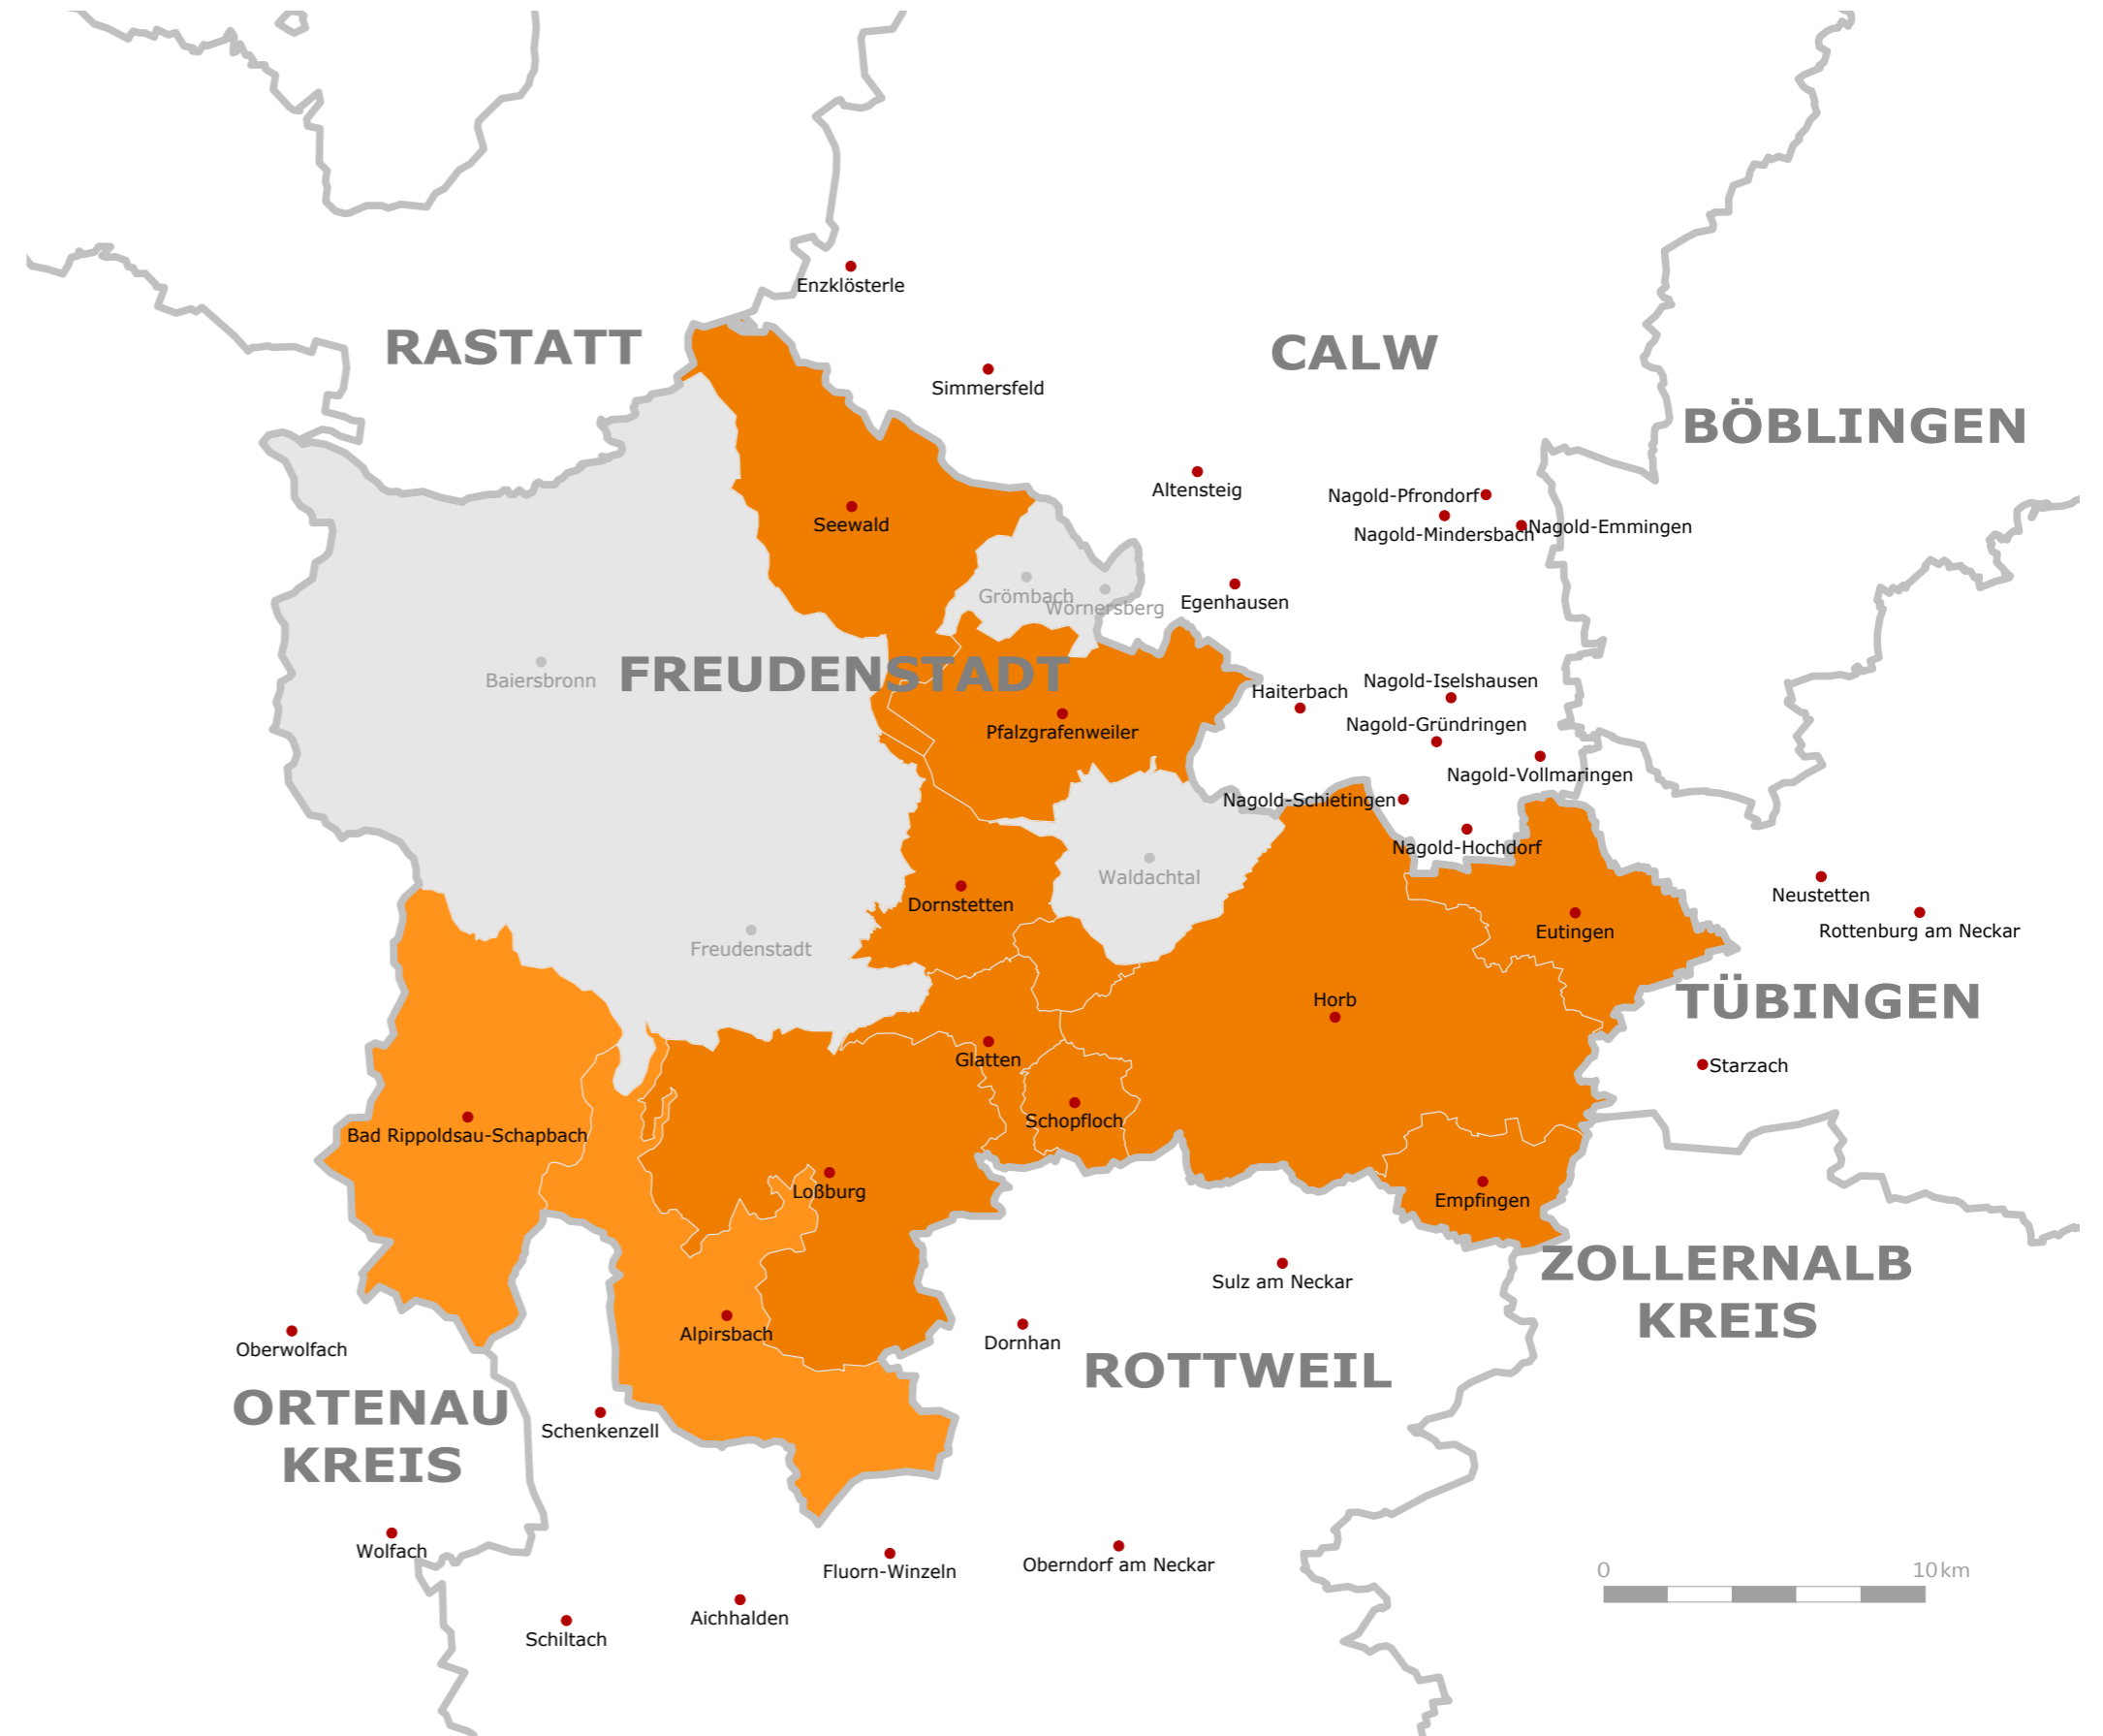 Enzklösterle
RASTATT
CALW
Simmersfeld
BÖBLINGEN
Altensteig
Nagold-Pfrondorf
Nagold-Mindersbach
Nagold-Emmingen
Seewald
Grömbach
Wörnersberg
Egenhausen
Baiersbronn
FREUDENSTADT
Haiterbach
Nagold-Iselshausen
Nagold-Gründringen
Pfalzgrafenweiler
Nagold-Vollmaringen
Nagold-Schietingen
Nagold-Hochdorf
Waldachtal
Neustetten
Dornstetten
Rottenburg am Neckar
Eutingen
Freudenstadt
Horb
TÜBINGEN
Glatten
Starzach
Schopfloch
Bad Rippoldsau-Schapbach
Loßburg
Empfingen
Sulz am Neckar
ZOLLERNALB
KREIS
Alpirsbach
Dornhan
Oberwolfach
ROTTWEIL
ORTENAU
KREIS
Schenkenzell
Wolfach
Fluorn-Winzeln
Oberndorf am Neckar
0 10 km
Aichhalden
Schiltach